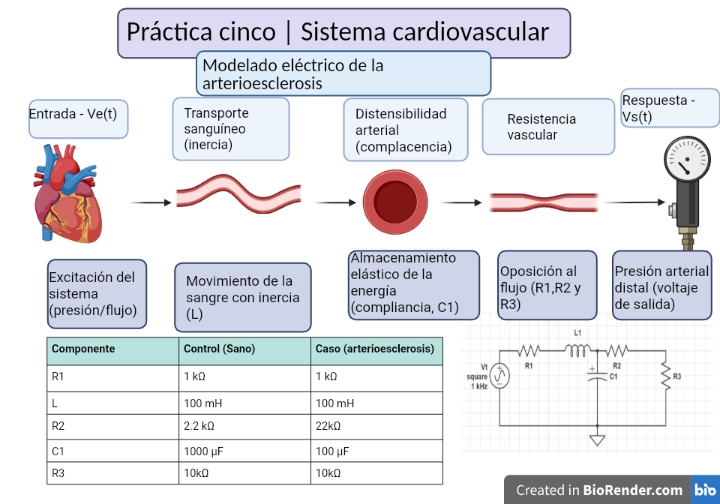 Práctica cinco | Sistema cardiovascular
Modelado eléctrico de la
arterioesclerosis
Entrada - Ve(t)
Transporte
sanguíneo
(inercia)
Distensibilidad
arterial
(complacencia)
Resistencia
vascular
Respuesta -
Vs(t)
Excitación del
sistema
(presión/flujo)
Movimiento de la
sangre con inercia
(L)
Almacenamiento
elástico de la
energía
(compliancia, C1)
Oposición al
flujo (R1,R2 y
R3)
Presión arterial
distal (voltaje
de salida)
Componente Control (Sano) Caso (arterioesclerosis)
R1 1 kΩ 1 kΩ
L 100 mH 100 mH
R2 2.2 kΩ 22kΩ
C1 1000 µF 100 µF
R3 10kΩ 10kΩ
L1
R1
R2
Vt
square
1 kHz
C1
R3
Created in BioRender.com bio